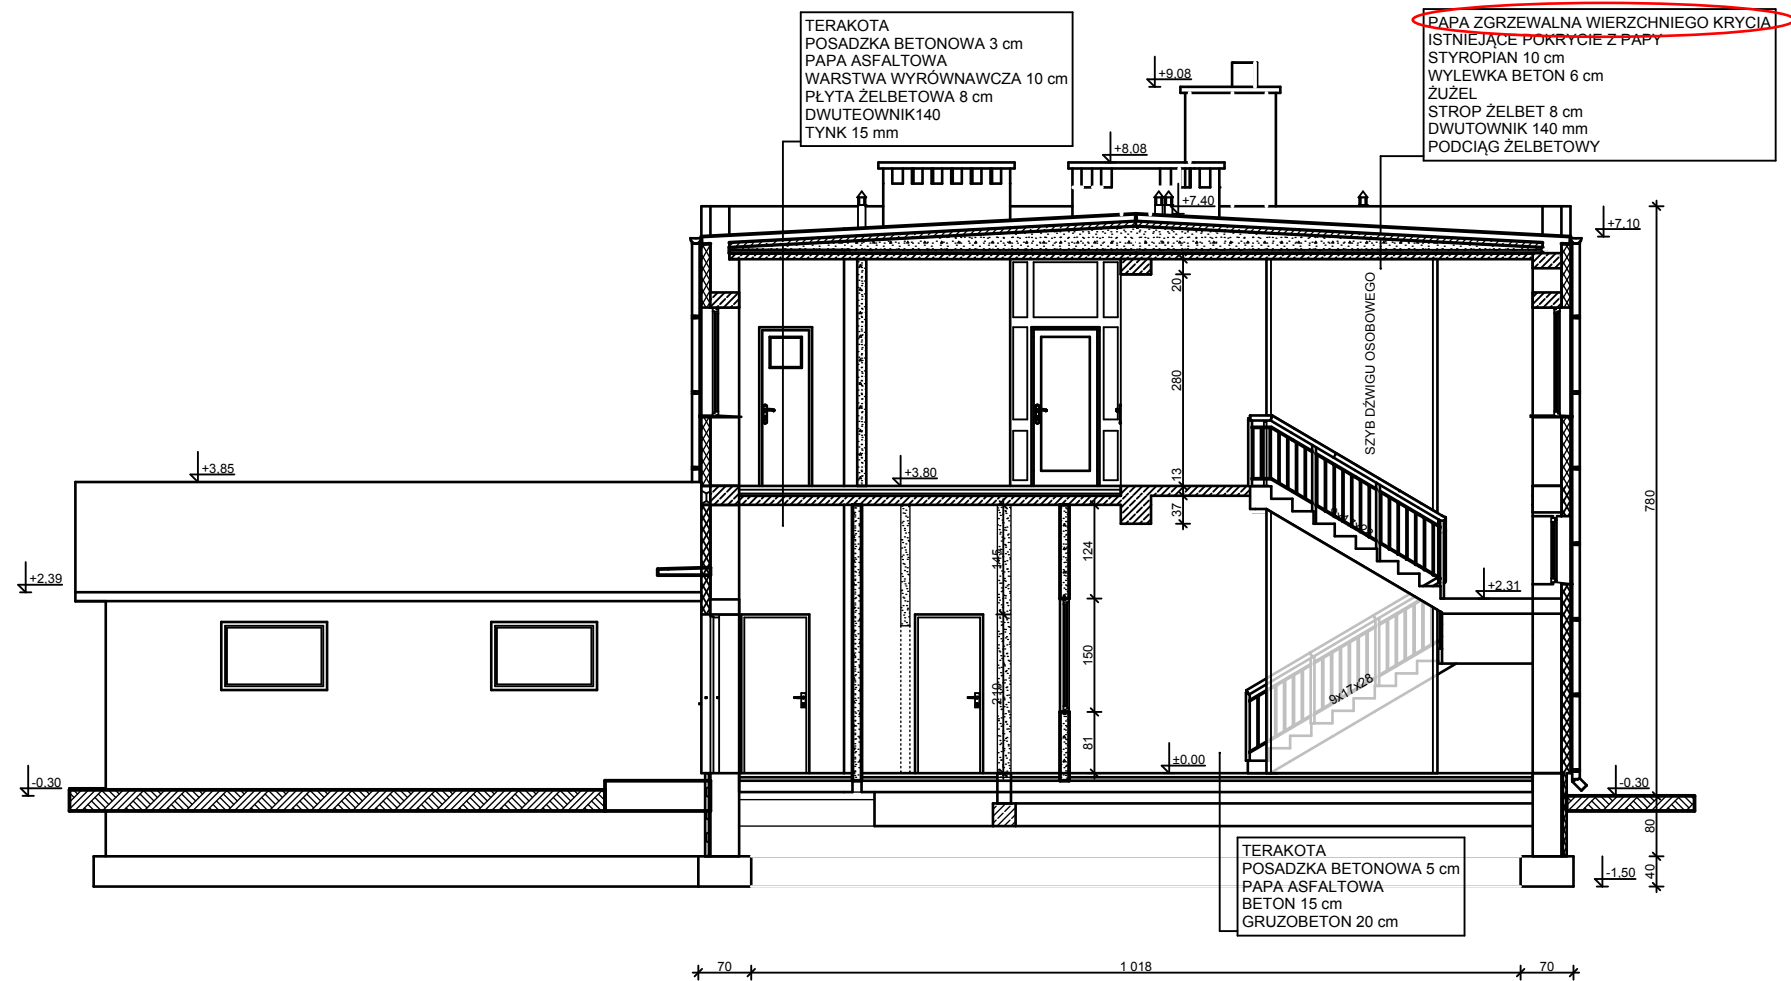 TERAKOTA
POSADZKA BETONOWA 3 cm
PAPA ASFALTOWA
WARSTWA WYRÓWNAWCZA 10 cm
PŁYTA ŻELBETOWA 8 cm
DWUTEOWNIK140
TYNK 15 mm
PAPA ZGRZEWALNA WIERZCHNIEGO KRYCIA
ISTNIEJĄCE POKRYCIE Z PAPY
STYROPIAN 10 cm
WYLEWKA BETON 6 cm
ŻUŻEL
STROP ŻELBET 8 cm
DWUTOWNIK 140 mm
PODCIĄG ŻELBETOWY
+9,08
+8,08
+7,40
+7,10
20
280
SZYB DŹWIGU OSOBOWEGO
+3,85
+3,80
13
37
780
124
145
+2,39
+2,31
150
210
9x17x28
81
±0,00
-0,30
-0,30
80
40
-1,50
TERAKOTA
POSADZKA BETONOWA 5 cm
PAPA ASFALTOWA
BETON 15 cm
GRUZOBETON 20 cm
70
1 018
70